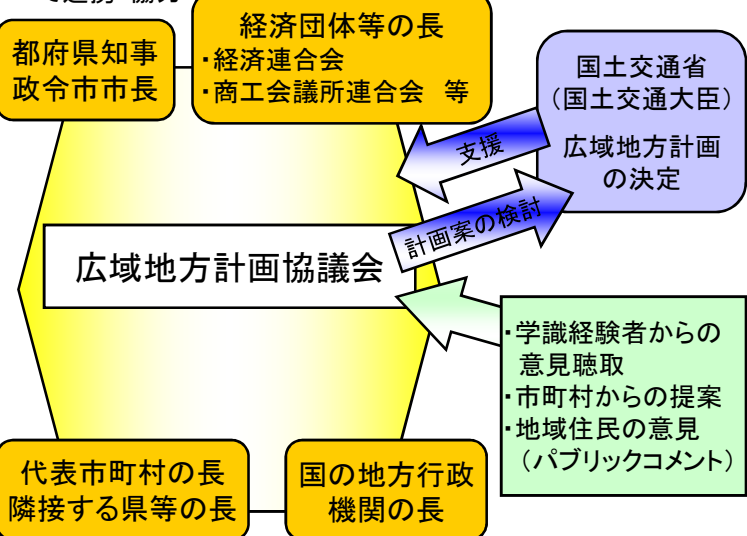 で連携・協力
都府県知事
政令市市長
経済団体等の長
・経済連合会
・商工会議所連合会　等
国土交通省
（国土交通大臣）
広域地方計画
の決定
支援
計画案の検討
広域地方計画協議会
・学識経験者からの
意見聴取
・市町村からの提案
・地域住民の意見
（パブリックコメント）
代表市町村の長
隣接する県等の長
国の地方行政
機関の長